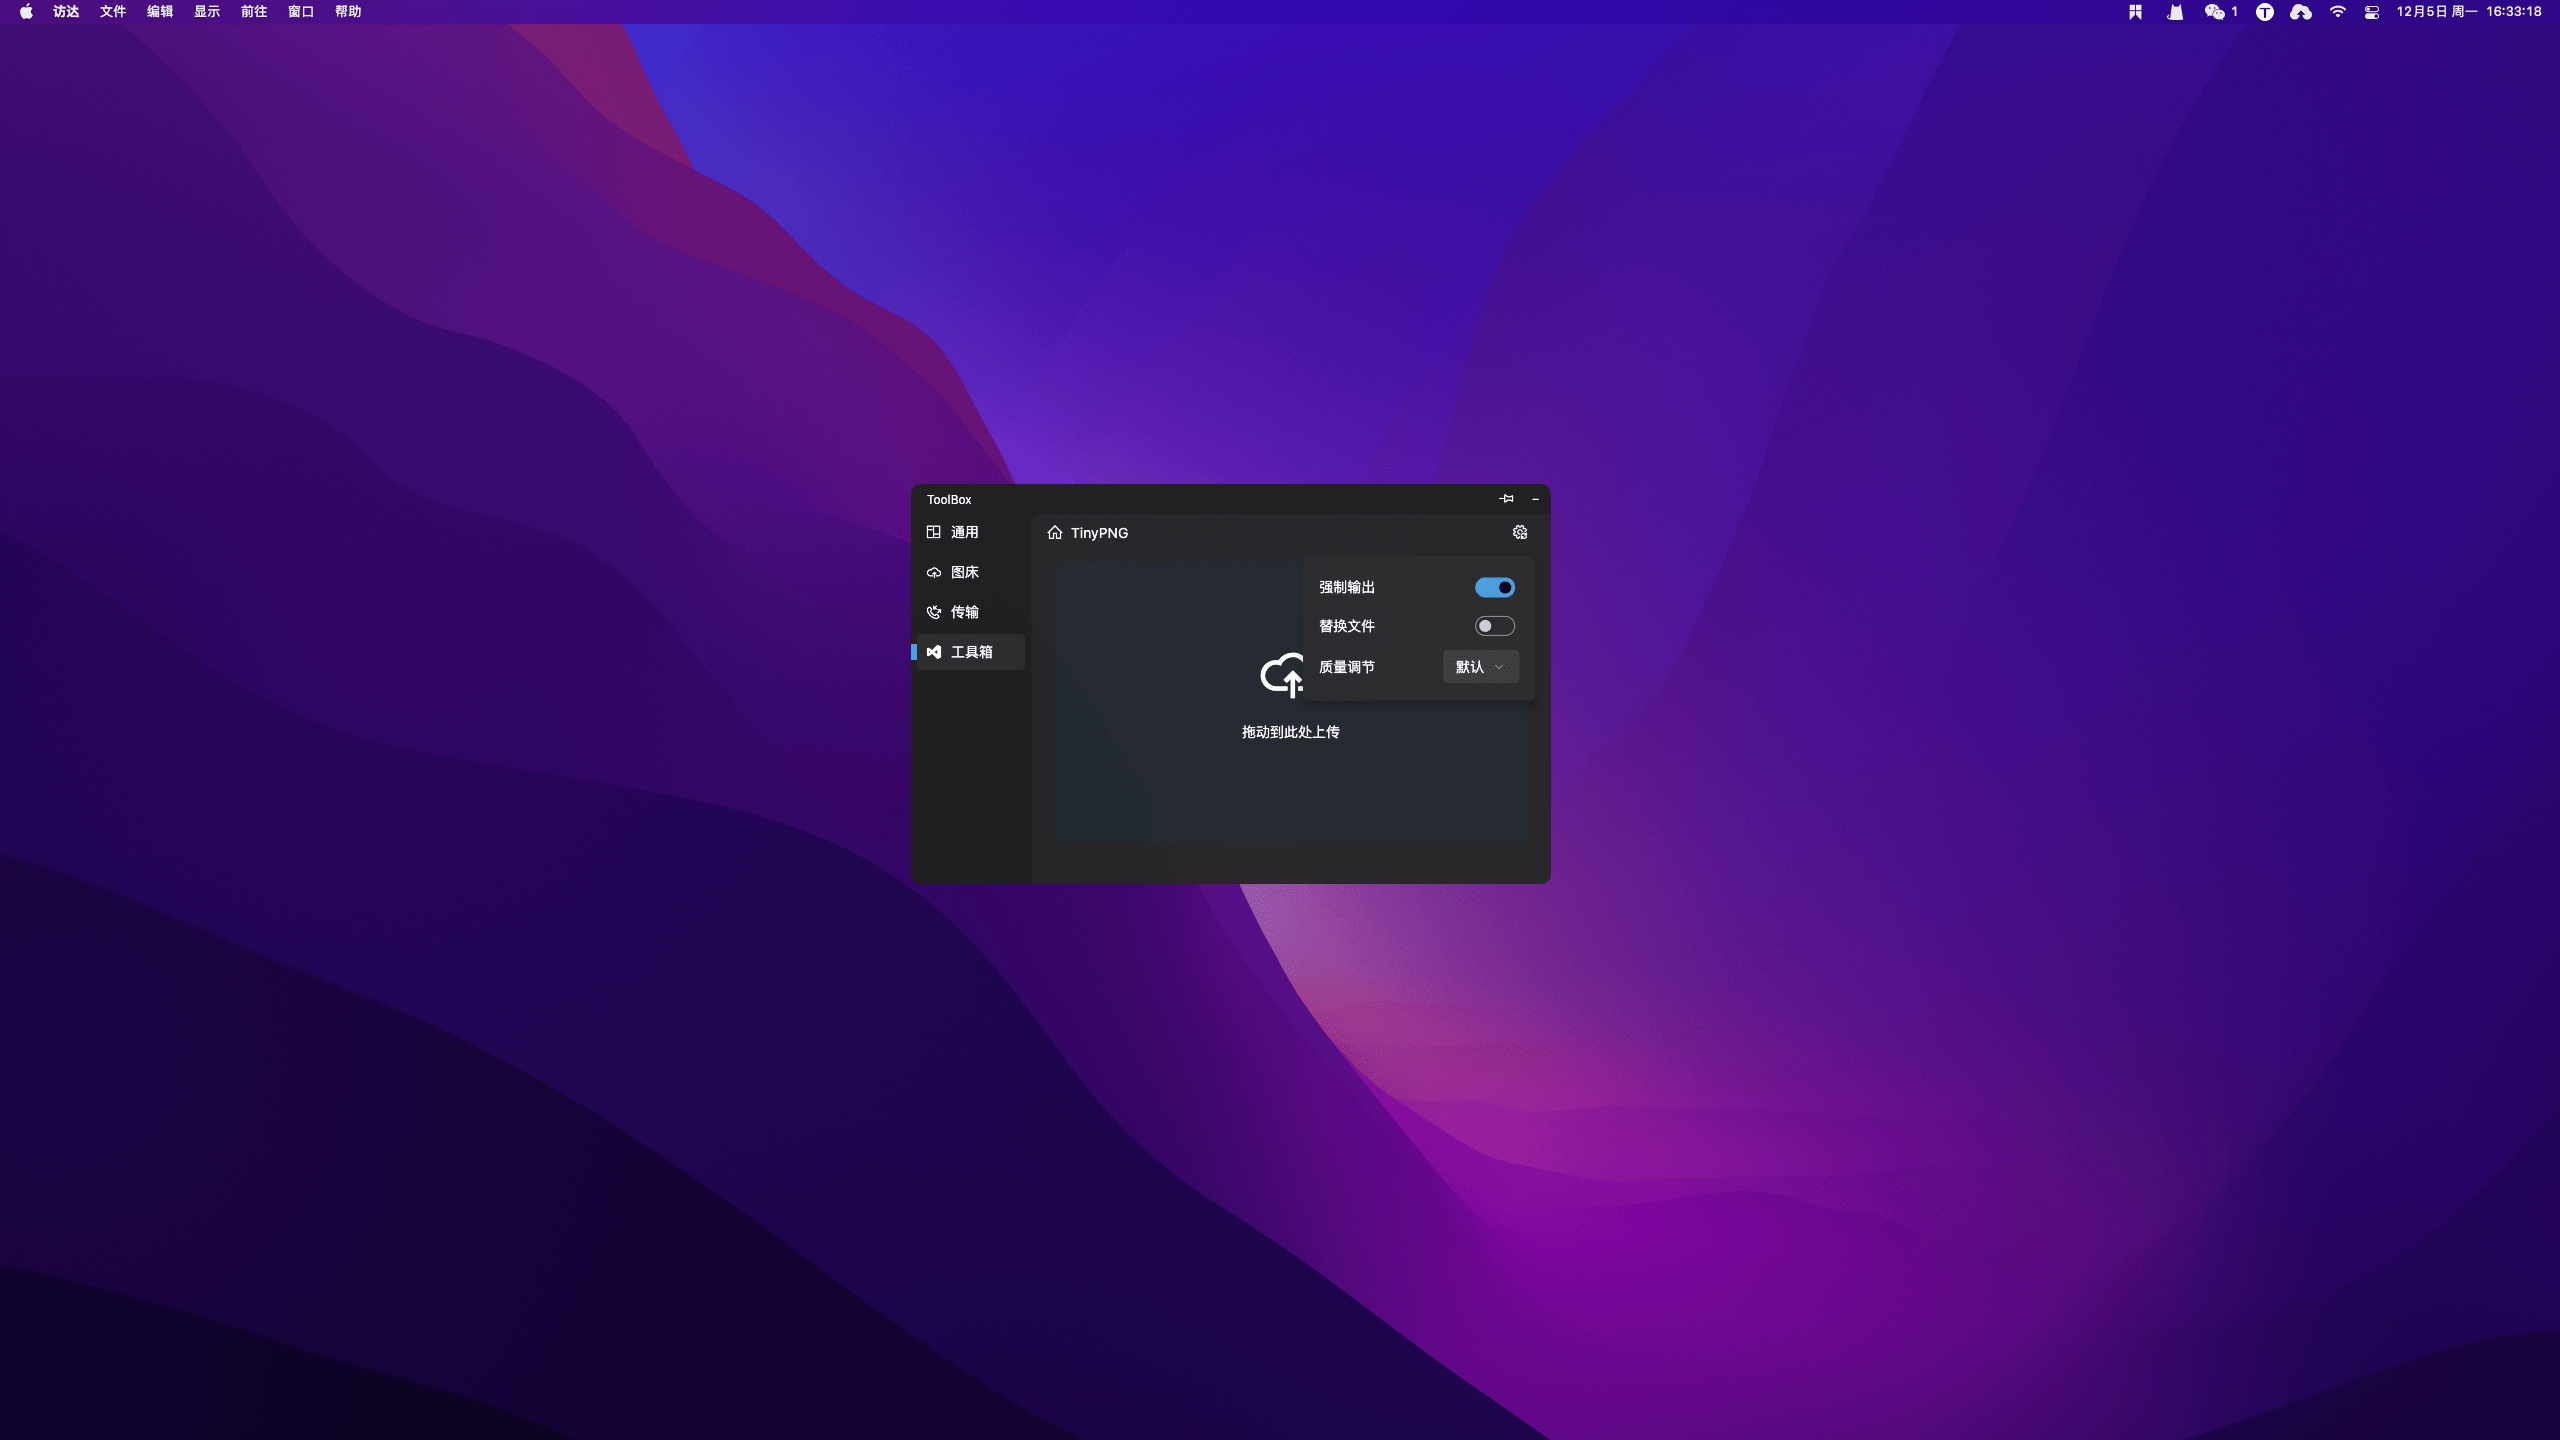 访达 文件 编辑 显示 前往 窗口 帮助 1 12月5日 周一 16:33:18
ToolBox
通用
图床
传输
工具箱
TinyPNG
强制输出
替换文件
质量调节 默认
拖动到此处上传